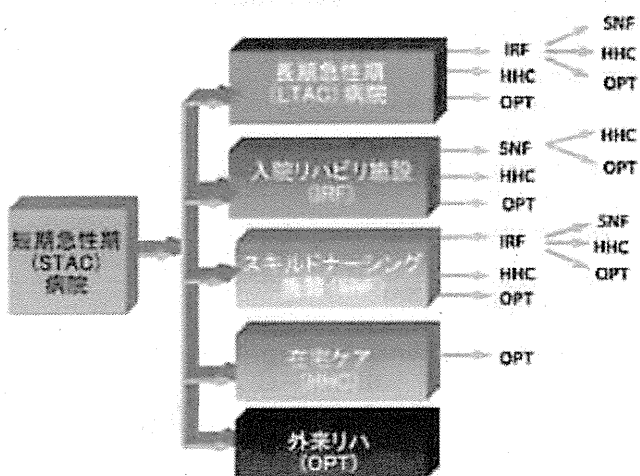 短期急性期
(STAC)
病院
長期急性期
(LTAC) 病院
IRF
HHC
OPT
SNF
HHC
OPT
入院リハビリ施設
(IRF)
SNF
HHC
OPT
HHC
OPT
スキルドナーシング
IRF
HHC
OPT
SNF
HHC
OPT
在宅ケア
(HHC)
OPT
外来リハ
(OPT)